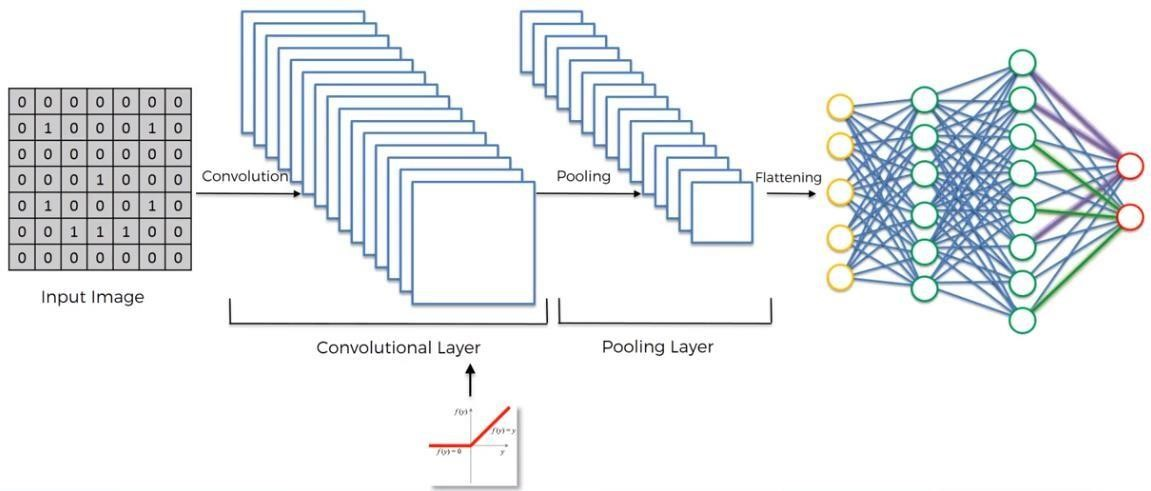 0 0 0 0 0 0 0
0 1 0 0 0 1 0
0 0 0 0 0 0 0
0 0 0 1 0 0 0
0 1 0 0 0 1 0
0 0 1 1 1 0 0
0 0 0 0 0 0 0
Input Image
Convolution
Pooling
Flattening
Convolutional Layer
Pooling Layer
f(y)
f(y)=y
f(y)=0
y